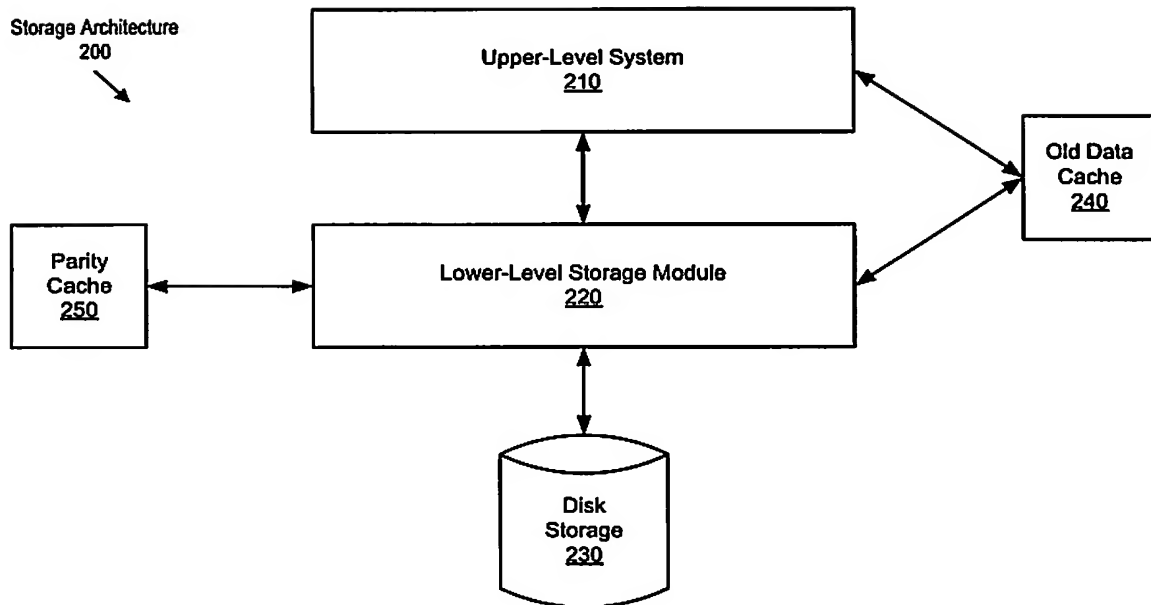 Storage Architecture
200
Upper-Level System
210
Old Data
Cache
240
Parity
Cache
250
Lower-Level Storage Module
220
Disk
Storage
230